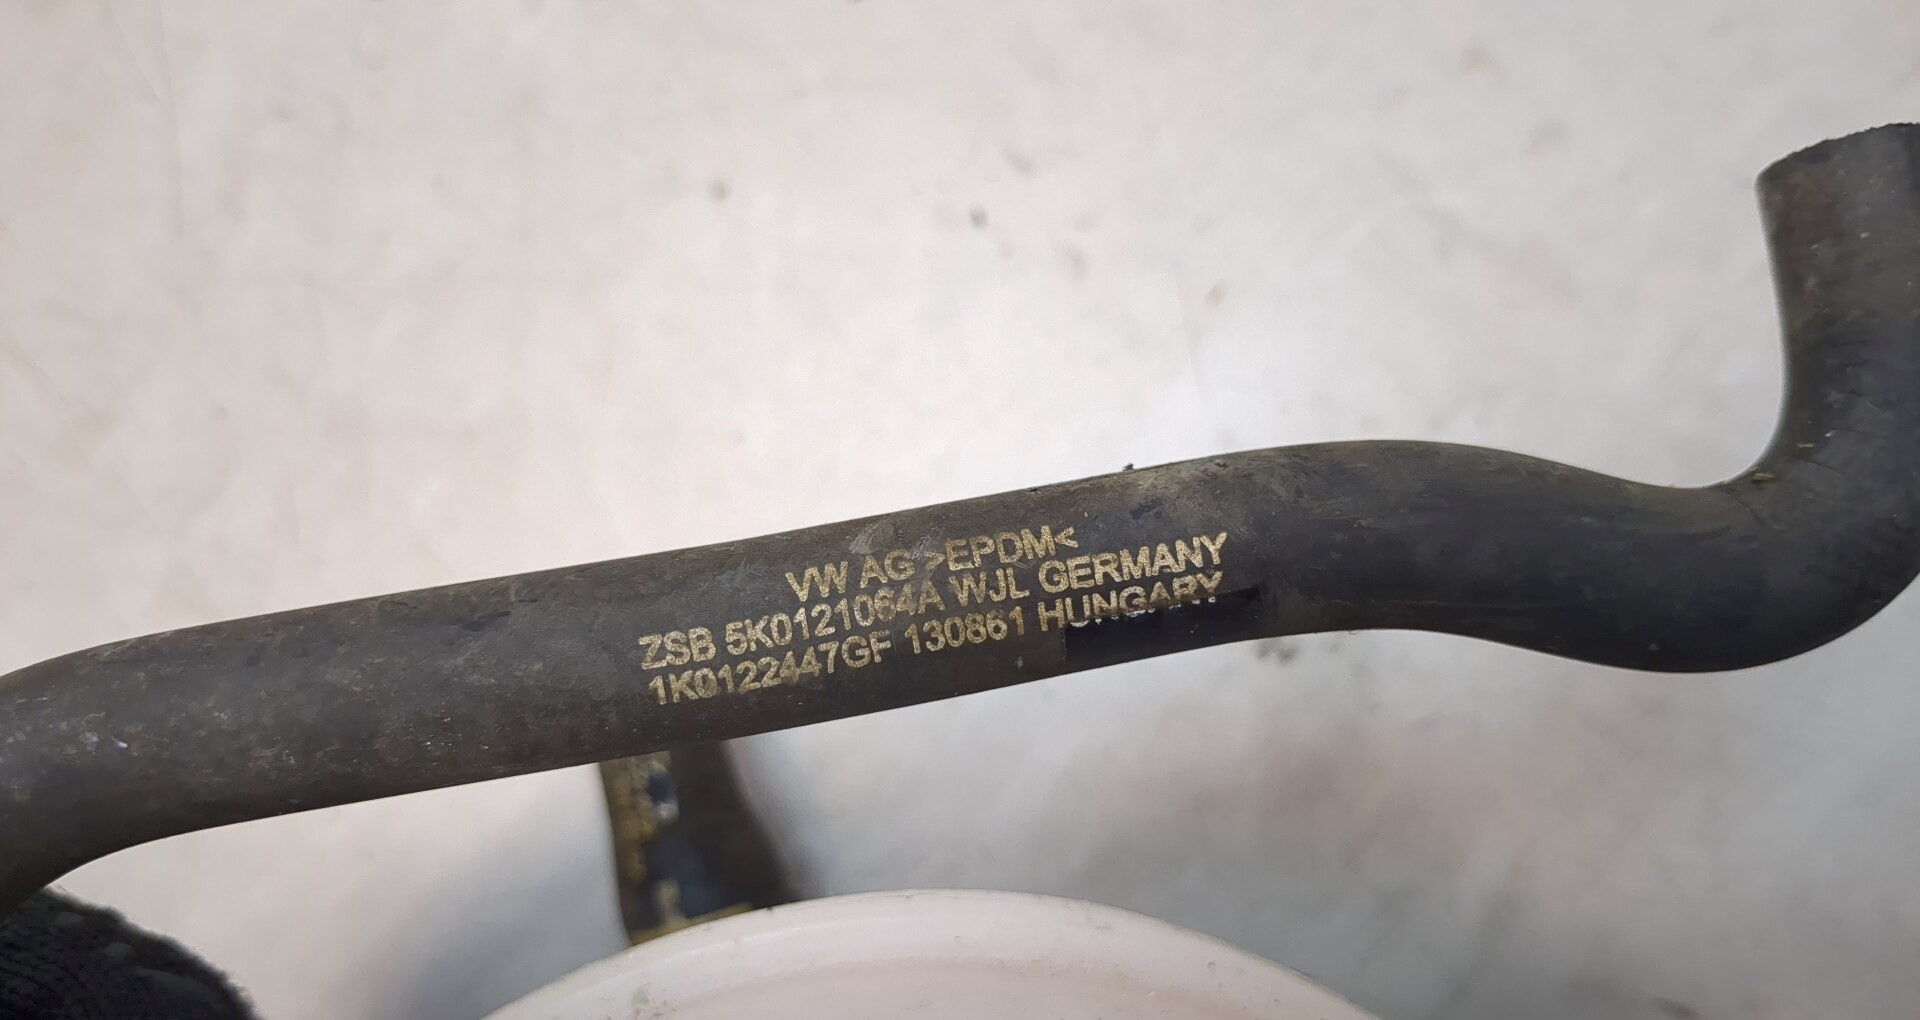 VW AG >EPDM<
ZSB 5K0121064A WJL GERMANY
1K0122447GF 130861 HUNGARY